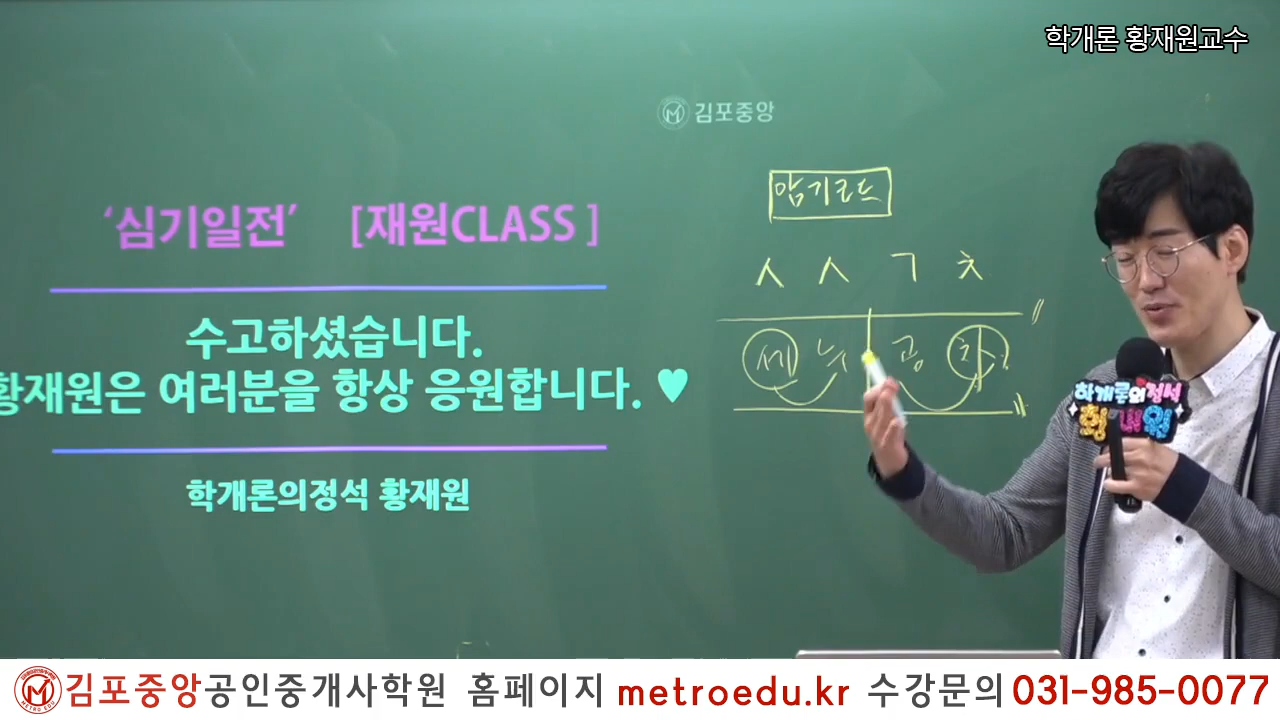 학개론 황재원교수
김포중앙
'심기일전' [재원CLASS ]
수고하셨습니다.
황재원은 여러분을 항상 응원합니다. ♥
학개론의정석 황재원
암기코드
ㅅ ㅅ ㄱ ㅊ
세 뉴 공 차
학개론의정석
황재원
김포중앙공인중개사학원 홈페이지 metroedu.kr 수강문의 031-985-0077
METRO EDU